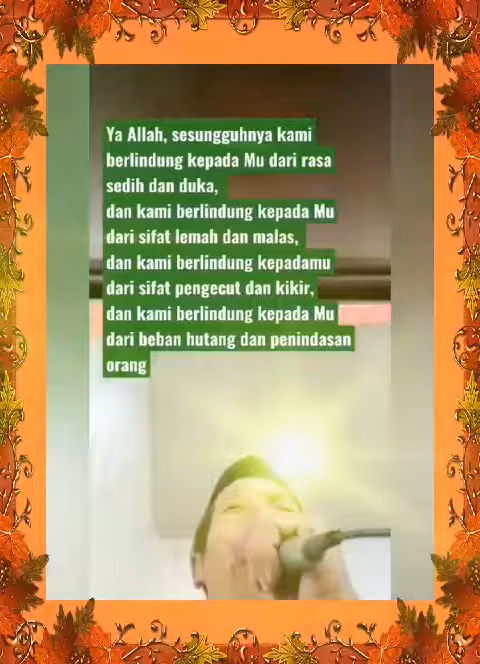 Ya Allah, sesungguhnya kami
berlindung kepada Mu dari rasa
sedih dan duka,
dan kami berlindung kepada Mu
dari sifat lemah dan malas,
dan kami berlindung kepadamu
dari sifat pengecut dan kikir,
dan kami berlindung kepada Mu
dari beban hutang dan penindasan
orang